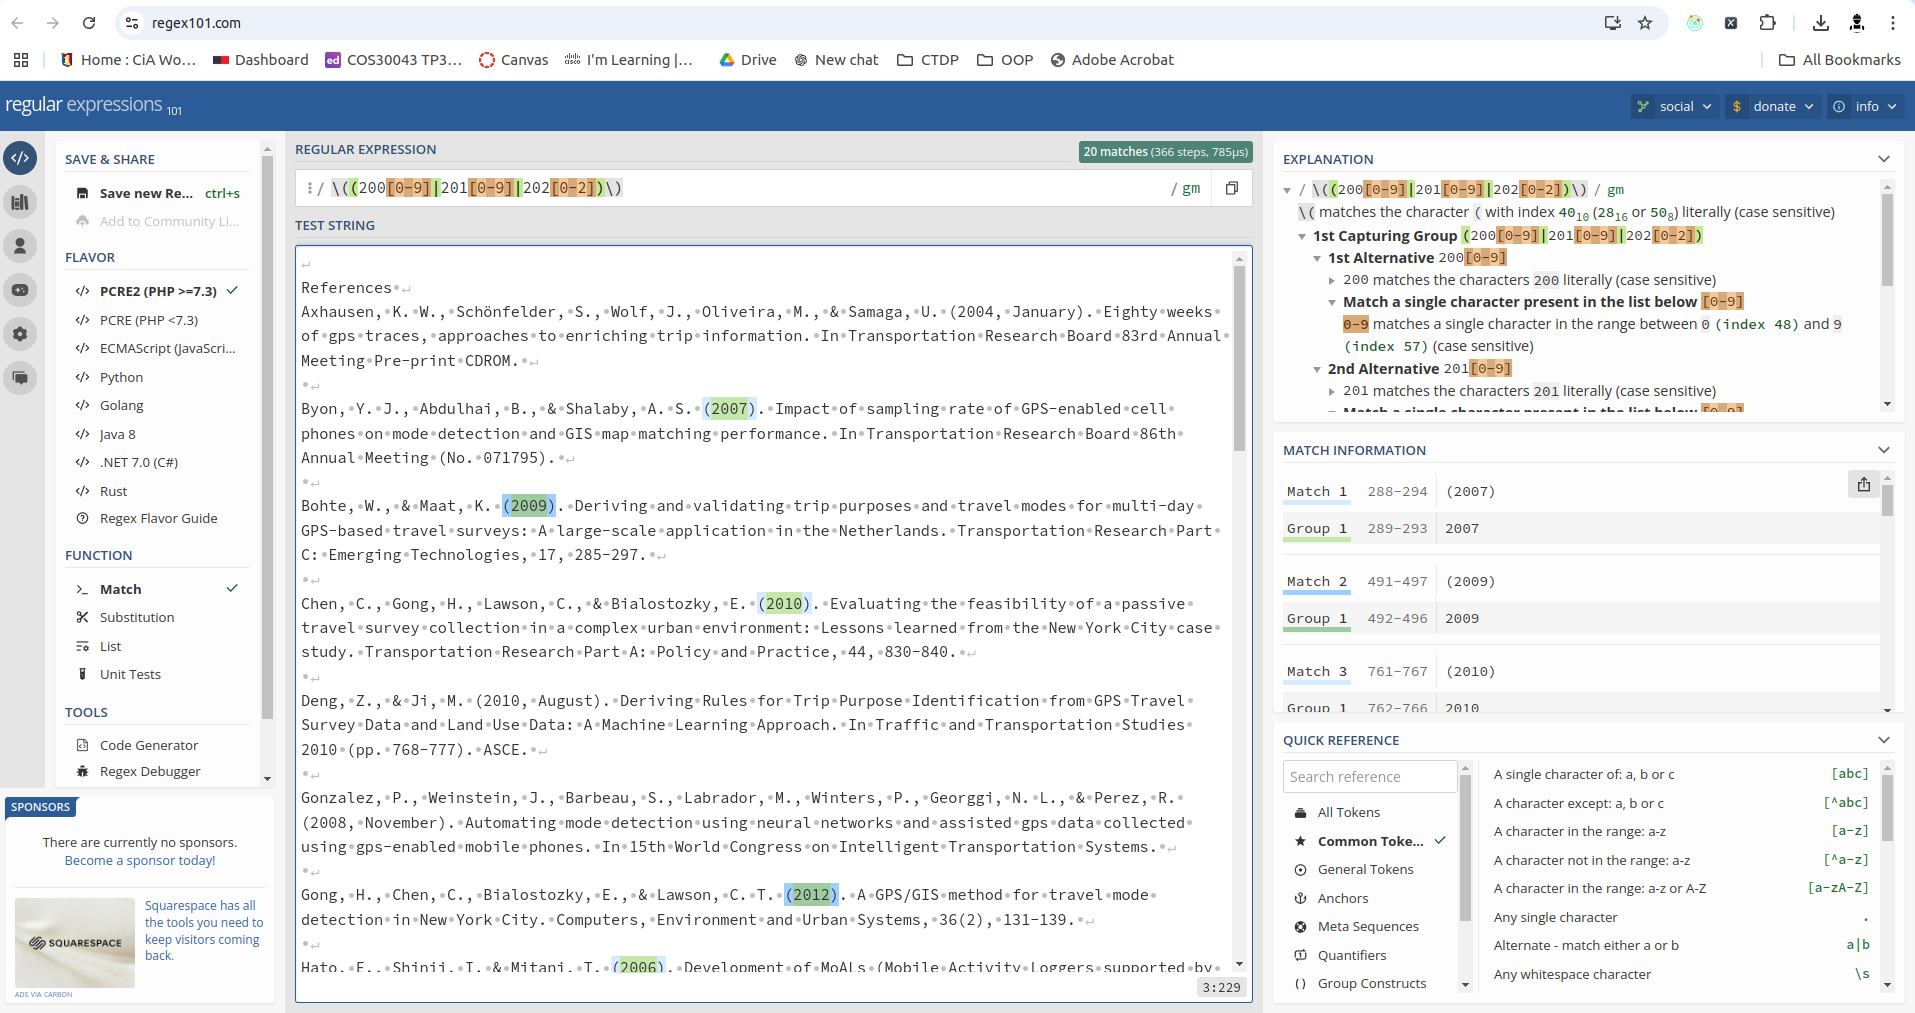 regex101.com
Home : CiA Wo...
Dashboard
ed COS30043 TP3...
Canvas
I'm Learning |...
Drive
New chat
CTDP
OOP
Adobe Acrobat
All Bookmarks
regular expressions 101
social
$ donate
info
SAVE & SHARE
Save new Re... ctrl+s
Add to Community Li...
FLAVOR
</> PCRE2 (PHP >=7.3)
</> PCRE (PHP <7.3)
</> ECMAScript (JavaScri...
</> Python
</> Golang
</> Java 8
</> .NET 7.0 (C#)
</> Rust
Regex Flavor Guide
FUNCTION
Match
Substitution
List
Unit Tests
TOOLS
Code Generator
Regex Debugger
SPONSORS
There are currently no sponsors.
Become a sponsor today!
SQUARESPACE
Squarespace has all
the tools you need to
keep visitors coming
back.
ADS VIA CARBON
REGULAR EXPRESSION
20 matches (366 steps, 785µs)
/ \((200[0-9]|201[0-9]|202[0-2])\) / gm
TEST STRING
References
Axhausen, K. W., Schönfelder, S., Wolf, J., Oliveira, M., & Samaga, U. (2004, January). Eighty weeks
of gps traces, approaches to enriching trip information. In Transportation Research Board 83rd Annual
Meeting Pre-print CDROM.
Byon, Y. J., Abdulhai, B., & Shalaby, A. S. (2007). Impact of sampling rate of GPS-enabled cell
phones on mode detection and GIS map matching performance. In Transportation Research Board 86th
Annual Meeting (No. 071795).
Bohte, W., & Maat, K. (2009). Deriving and validating trip purposes and travel modes for multi-day
GPS-based travel surveys: A large-scale application in the Netherlands. Transportation Research Part
C: Emerging Technologies, 17, 285-297.
Chen, C., Gong, H., Lawson, C., & Bialostozky, E. (2010). Evaluating the feasibility of a passive
travel survey collection in a complex urban environment: Lessons learned from the New York City case
study. Transportation Research Part A: Policy and Practice, 44, 830-840.
Deng, Z., & Ji, M. (2010, August). Deriving Rules for Trip Purpose Identification from GPS Travel
Survey Data and Land Use Data: A Machine Learning Approach. In Traffic and Transportation Studies
2010 (pp. 768-777). ASCE.
Gonzalez, P., Weinstein, J., Barbeau, S., Labrador, M., Winters, P., Georggi, N. L., & Perez, R.
(2008, November). Automating mode detection using neural networks and assisted gps data collected
using gps-enabled mobile phones. In 15th World Congress on Intelligent Transportation Systems.
Gong, H., Chen, C., Bialostozky, E., & Lawson, C. T. (2012). A GPS/GIS method for travel mode
detection in New York City. Computers, Environment and Urban Systems, 36(2), 131-139.
Hato, E., Shinji, I. & Mitani, T. (2006). Development of MoALs (Mobile Activity Loggers supported by
3:229
EXPLANATION
/ \((200[0-9]|201[0-9]|202[0-2])\) / gm
\( matches the character ( with index 40₁₀ (28₁₆ or 50₈) literally (case sensitive)
1st Capturing Group (200[0-9]|201[0-9]|202[0-2])
1st Alternative 200[0-9]
200 matches the characters 200 literally (case sensitive)
Match a single character present in the list below [0-9]
0-9 matches a single character in the range between 0 (index 48) and 9
(index 57) (case sensitive)
2nd Alternative 201[0-9]
201 matches the characters 201 literally (case sensitive)
Match a single character present in the list below [0-9]
MATCH INFORMATION
Match 1 288-294 (2007)
Group 1 289-293 2007
Match 2 491-497 (2009)
Group 1 492-496 2009
Match 3 761-767 (2010)
Group 1 762-766 2010
QUICK REFERENCE
Search reference
All Tokens
Common Toke...
General Tokens
Anchors
Meta Sequences
Quantifiers
Group Constructs
A single character of: a, b or c [abc]
A character except: a, b or c [^abc]
A character in the range: a-z [a-z]
A character not in the range: a-z [^a-z]
A character in the range: a-z or A-Z [a-zA-Z]
Any single character .
Alternate - match either a or b a|b
Any whitespace character \s